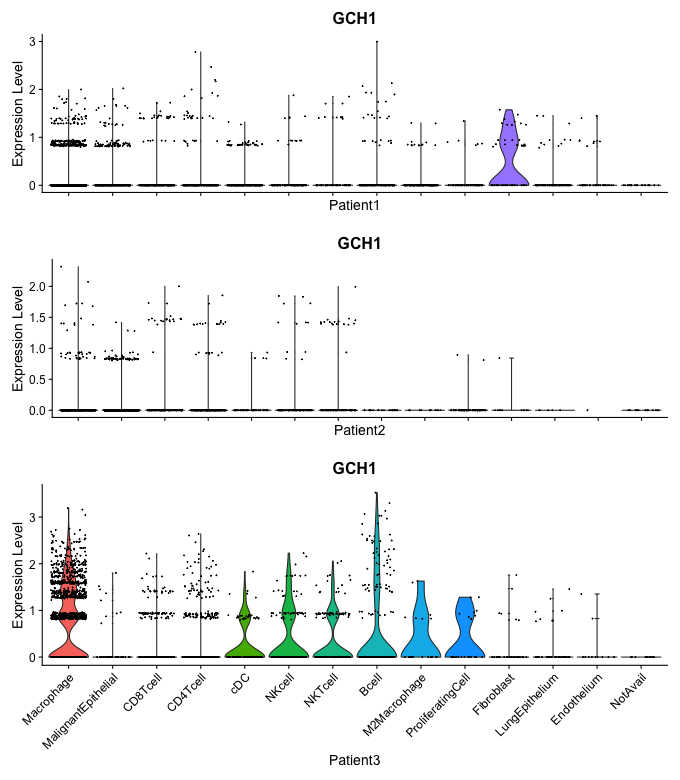 GCH1
Expression Level
3
2
1
0
Patient1
GCH1
Expression Level
2.0
1.5
1.0
0.5
0.0
Patient2
GCH1
Expression Level
3
2
1
0
Macrophage
MalignantEpithelial
CD8Tcell
CD4Tcell
cDC
NKcell
NKTcell
Bcell
M2Macrophage
ProliferatingCell
Fibroblast
LungEpithelium
Endothelium
NotAvail
Patient3